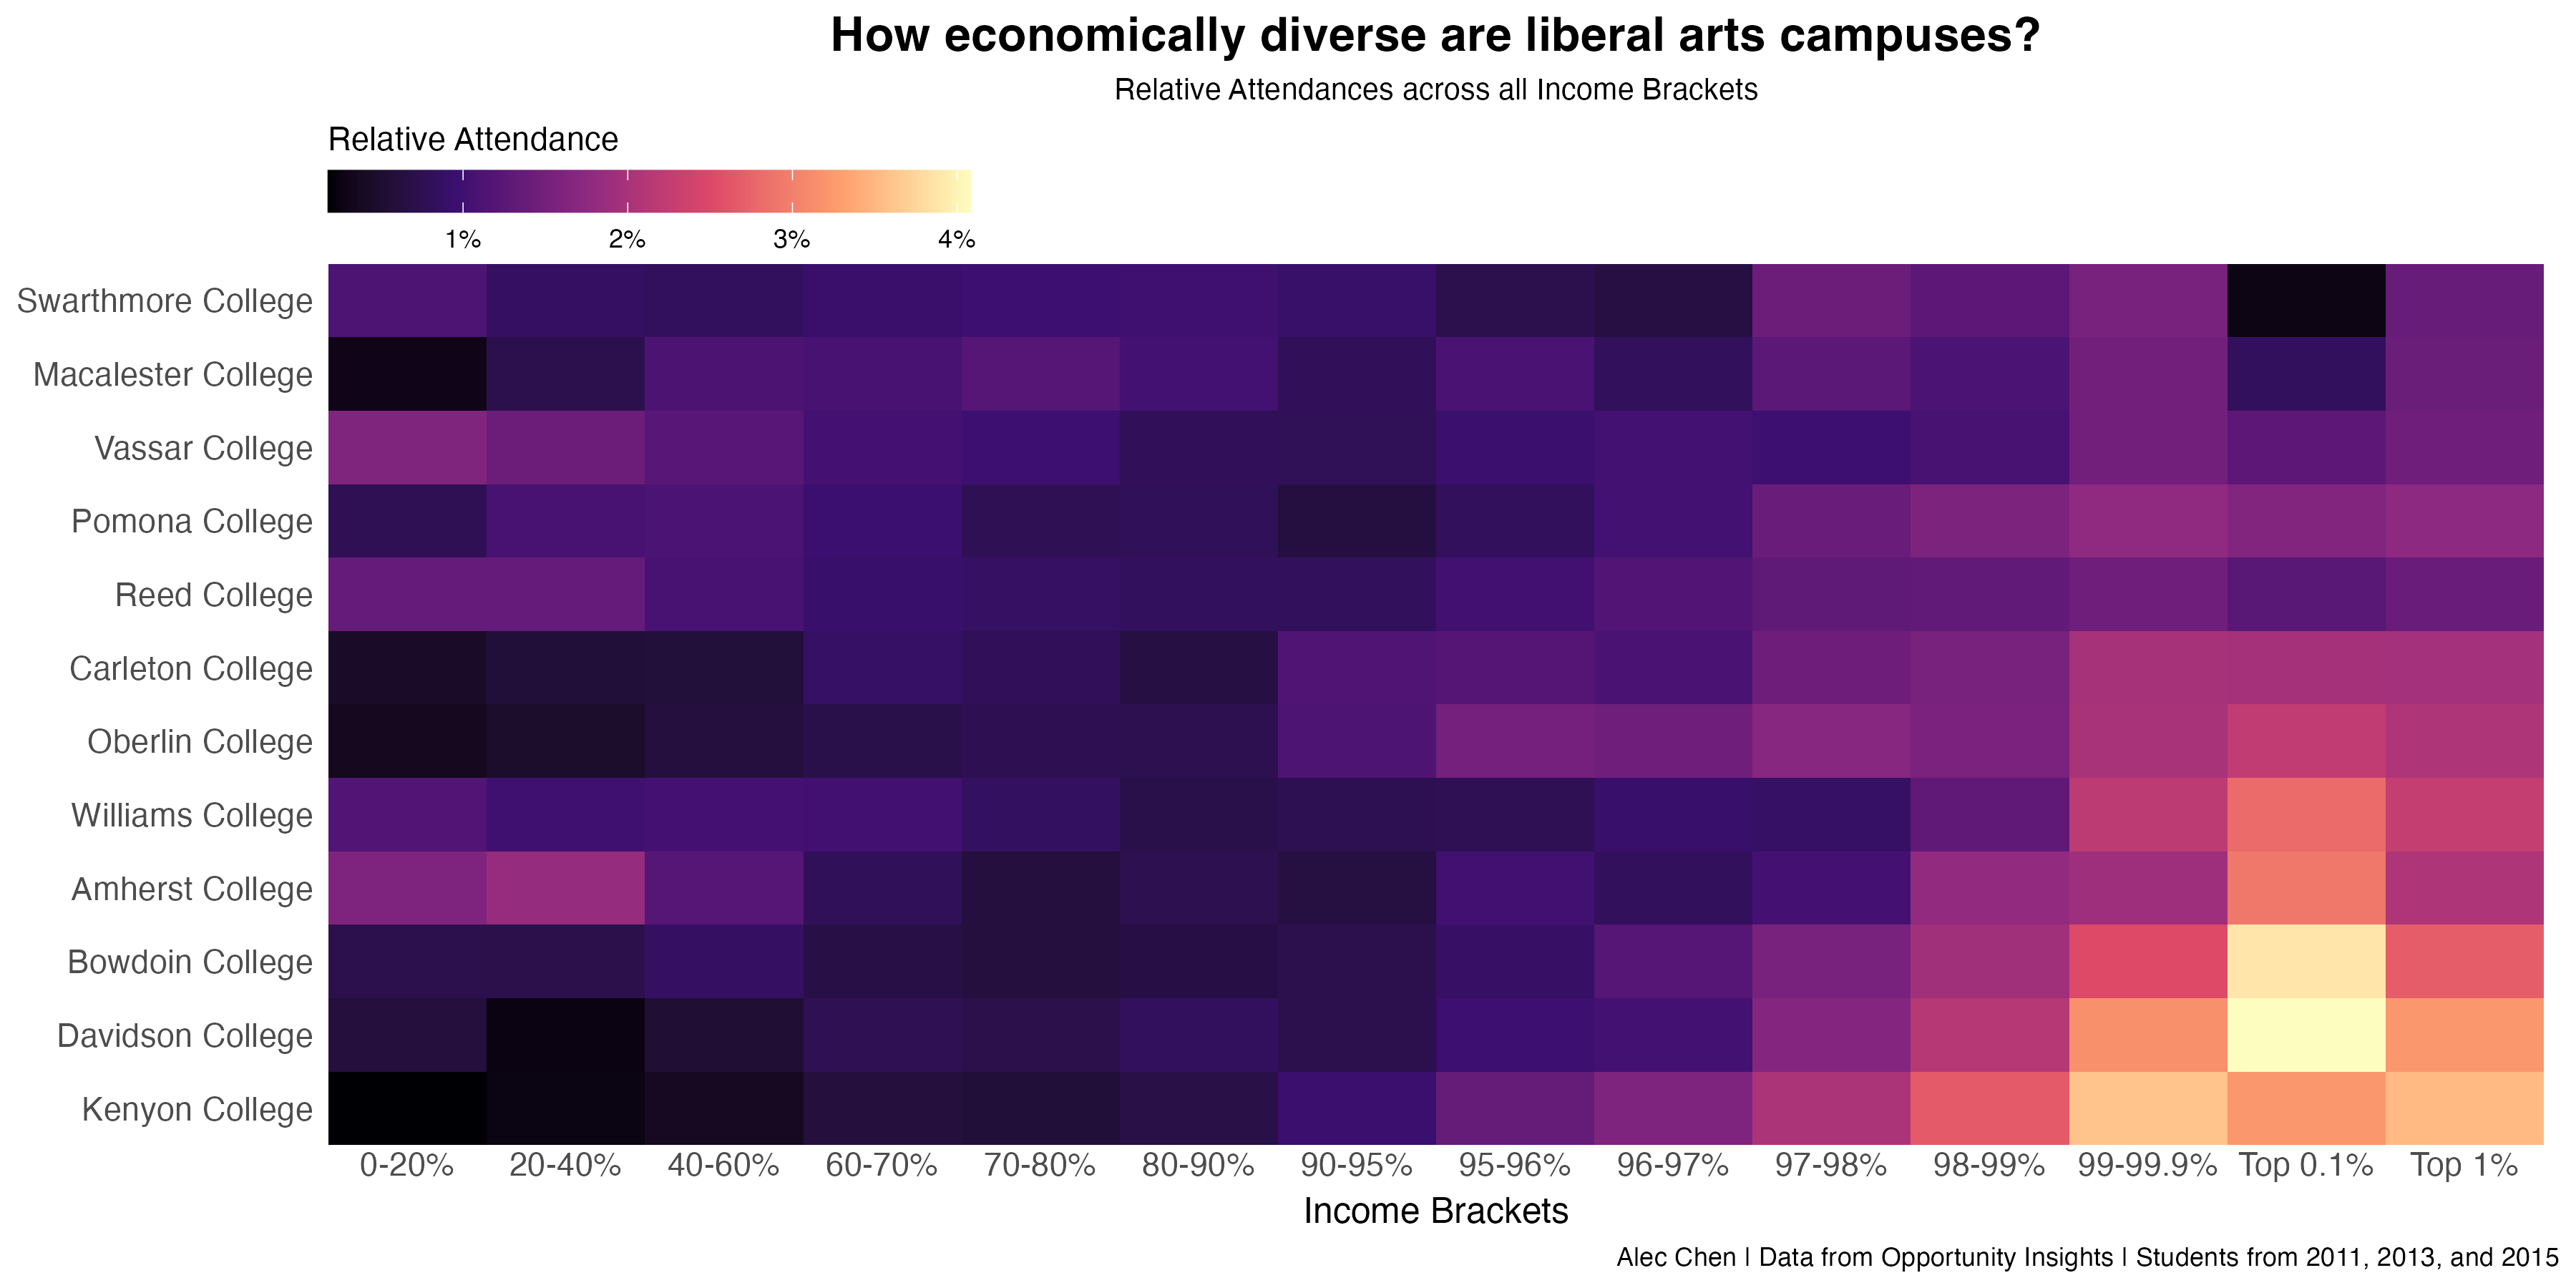 How economically diverse are liberal arts campuses?
Relative Attendances across all Income Brackets
Relative Attendance
1% 2% 3% 4%
Swarthmore College
Macalester College
Vassar College
Pomona College
Reed College
Carleton College
Oberlin College
Williams College
Amherst College
Bowdoin College
Davidson College
Kenyon College
0-20% 20-40% 40-60% 60-70% 70-80% 80-90% 90-95% 95-96% 96-97% 97-98% 98-99% 99-99.9% Top 0.1% Top 1%
Income Brackets
Alec Chen | Data from Opportunity Insights | Students from 2011, 2013, and 2015